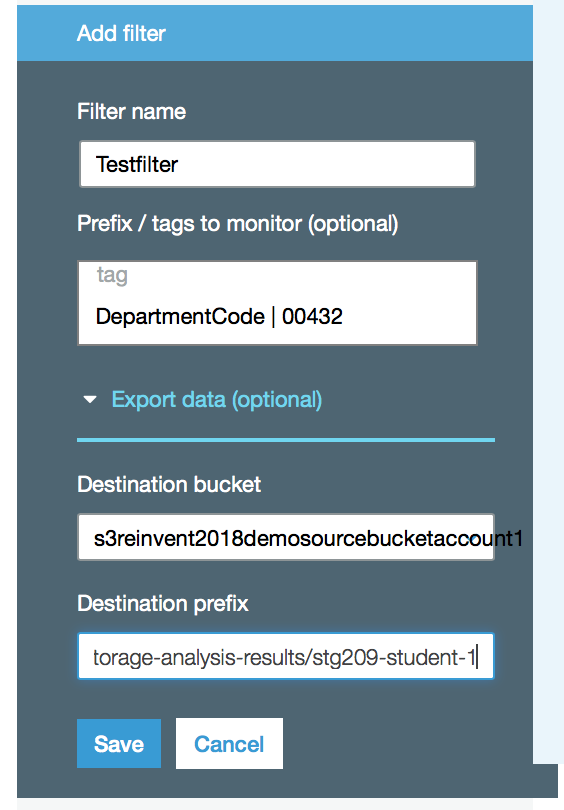 Add filter
Filter name
Testfilter
Prefix / tags to monitor (optional)
tag
DepartmentCode | 00432
Export data (optional)
Destination bucket
s3reinvent2018demosourcebucketaccount1
Destination prefix
torage-analysis-results/stg209-student-1
Save Cancel